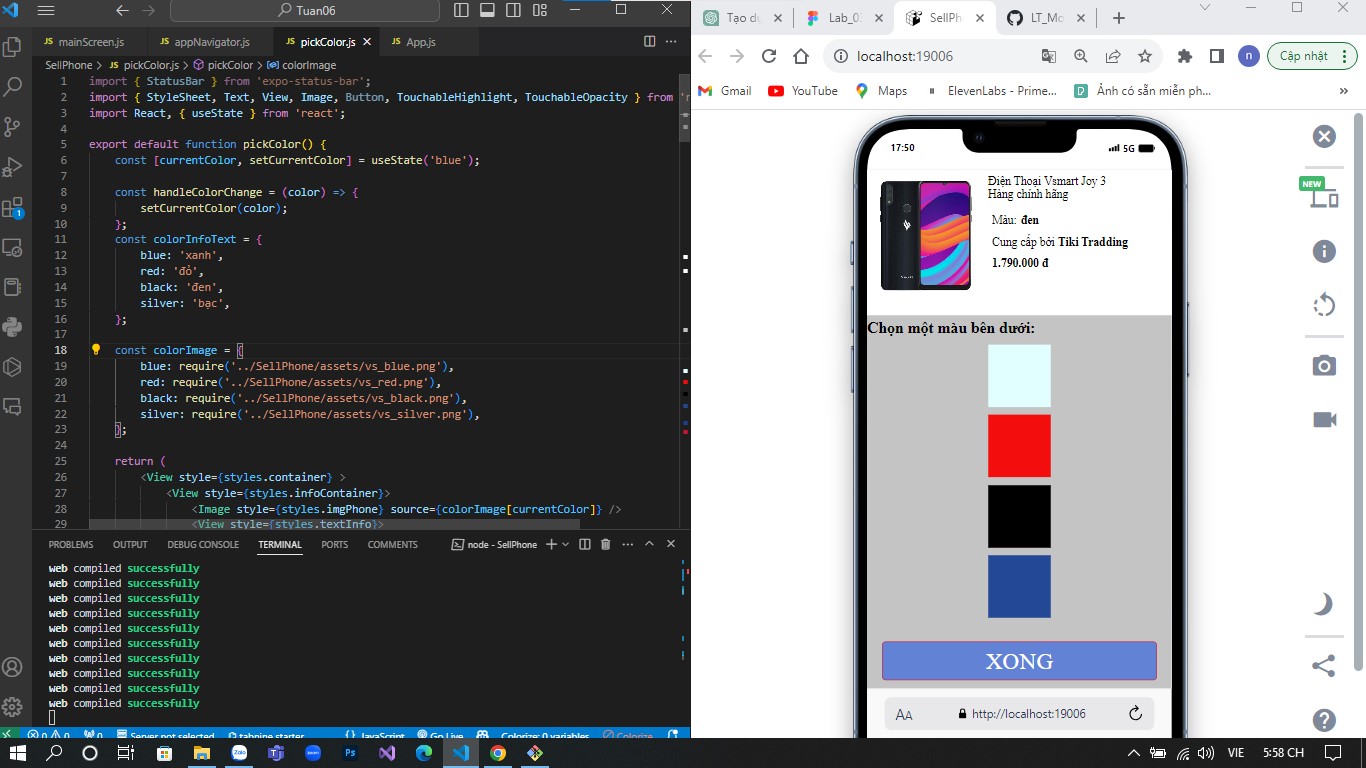 Tuan06
JS mainScreen.js
JS appNavigator.js
JS pickColor.js
JS App.js
SellPhone > JS pickColor.js > pickColor > colorImage
1 import { StatusBar } from 'expo-status-bar';
2 import { StyleSheet, Text, View, Image, Button, TouchableHighlight, TouchableOpacity } from
3 import React, { useState } from 'react';
4
5 export default function pickColor() {
6 const [currentColor, setCurrentColor] = useState('blue');
7
8 const handleColorChange = (color) => {
9 setCurrentColor(color);
10 };
11 const colorInfoText = {
12 blue: 'xanh',
13 red: 'đỏ',
14 black: 'đen',
15 silver: 'bạc',
16 };
17
18 const colorImage = {
19 blue: require('../SellPhone/assets/vs_blue.png'),
20 red: require('../SellPhone/assets/vs_red.png'),
21 black: require('../SellPhone/assets/vs_black.png'),
22 silver: require('../SellPhone/assets/vs_silver.png'),
23 };
24
25 return (
26 <View style={styles.container} >
27 <View style={styles.infoContainer}>
28 <Image style={styles.imgPhone} source={colorImage[currentColor]} />
29 <View style={styles.textInfo}>
PROBLEMS OUTPUT DEBUG CONSOLE TERMINAL PORTS COMMENTS node - SellPhone
web compiled successfully
web compiled successfully
web compiled successfully
web compiled successfully
web compiled successfully
web compiled successfully
web compiled successfully
web compiled successfully
web compiled successfully
web compiled successfully
0 0 0 Server not selected tabnine starter {} JavaScript Go Live Colorize: 0 variables Colorize
1
Tạo dụ
Lab_03
SellPh
LT_Mo
localhost:19006
n
Cập nhật
Gmail YouTube Maps ElevenLabs - Prime... Ảnh có sẵn miễn ph... »
17:50 5G
Điện Thoại Vsmart Joy 3
Hàng chính hãng
Màu: đen
Cung cấp bởi Tiki Tradding
1.790.000 đ
Chọn một màu bên dưới:
XONG
AA http://localhost:19006
NEW
VIE 5:58 CH